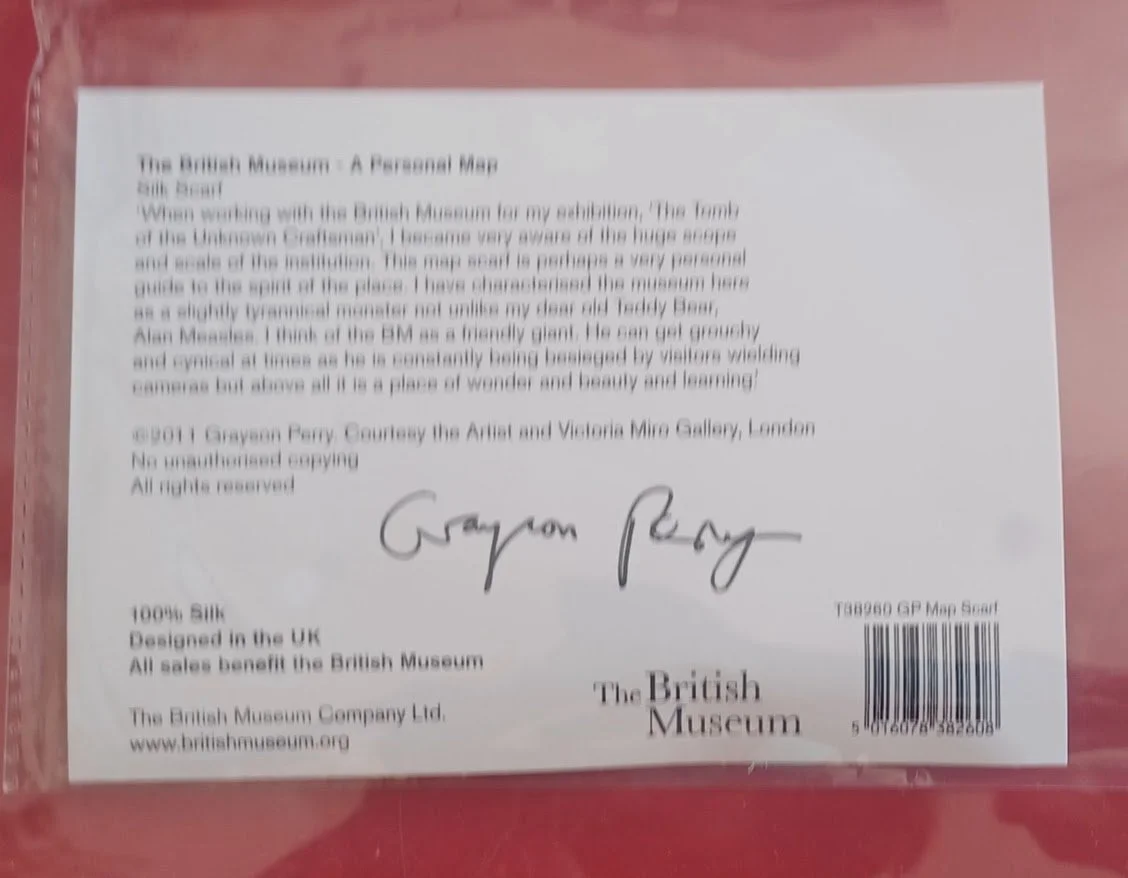 The British Museum - A Personal Map
Silk Scarf
'When working with the British Museum for my exhibition, 'The Tomb
of the Unknown Craftsman', I became very aware of the huge scope
and scale of the institution. This map scarf is perhaps a very personal
guide to the spirit of the place. I have characterised the museum here
as a slightly tyrannical monster not unlike my dear old Teddy Bear,
Alan Measles. I think of the BM as a friendly giant. He can get grouchy
and cynical at times as he is constantly being besieged by visitors wielding
cameras but above all it is a place of wonder and beauty and learning.'
©2011 Grayson Perry. Courtesy the Artist and Victoria Miro Gallery, London
No unauthorised copying
All rights reserved
Grayson Perry
100% Silk
Designed in the UK
All sales benefit the British Museum
The British Museum Company Ltd.
www.britishmuseum.org
The British
Museum
T38260 GP Map Scarf
5 016078 382608